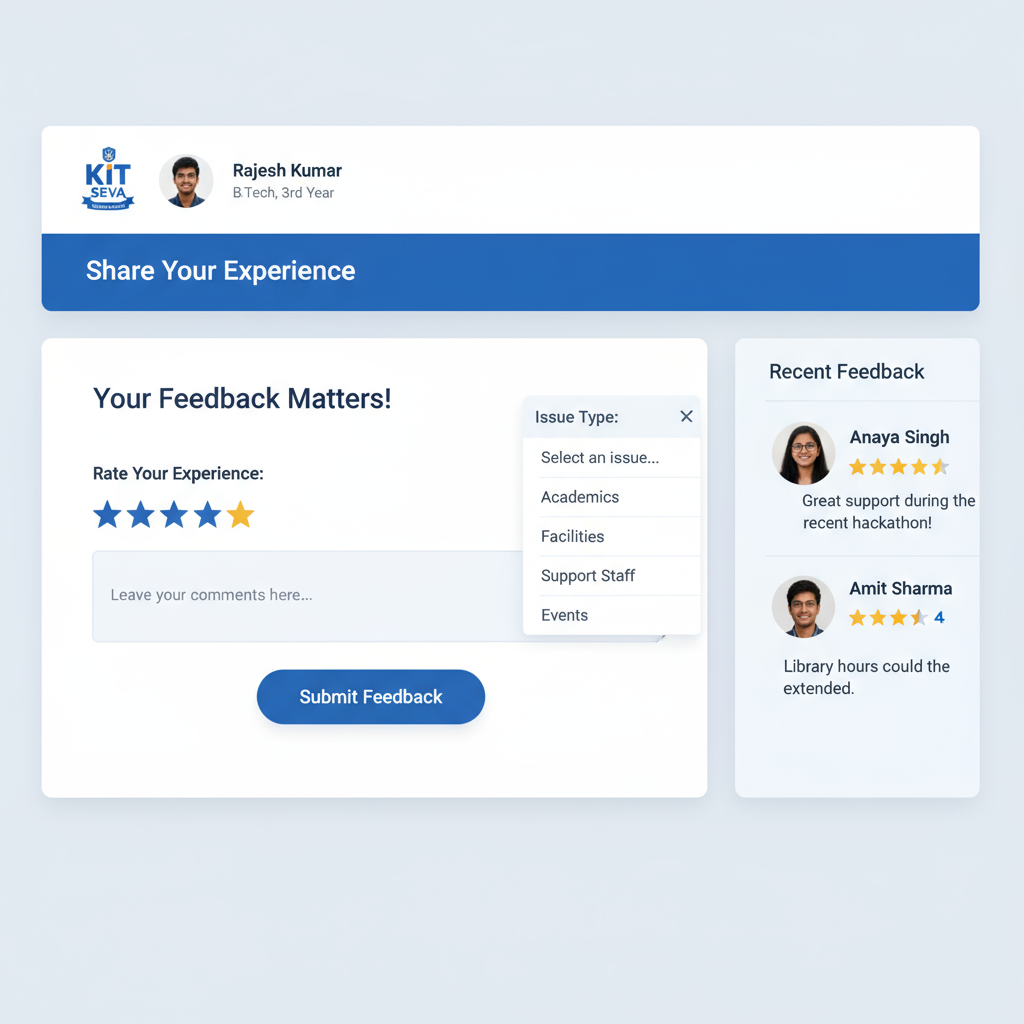 KiT
SEVA
Rajesh Kumar
B.Tech, 3rd Year
Share Your Experience
Your Feedback Matters!
Rate Your Experience:
Leave your comments here...
Issue Type:
Select an issue...
Academics
Facilities
Support Staff
Events
Submit Feedback
Recent Feedback
Anaya Singh
Great support during the
recent hackathon!
Amit Sharma
4
Library hours could the
extended.